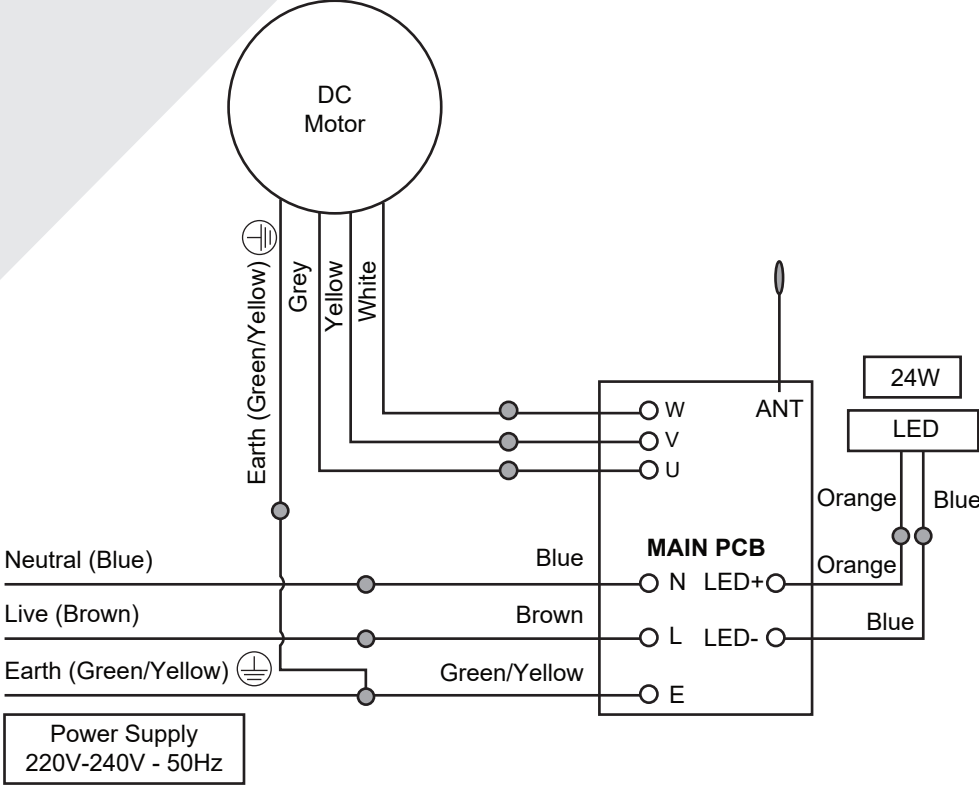 DC
Motor
Earth (Green/Yellow)
Grey
Yellow
White
W
V
U
ANT
24W
LED
Orange
Blue
MAIN PCB
Neutral (Blue)
Blue
N
LED+
Orange
Live (Brown)
Brown
L
LED-
Blue
Earth (Green/Yellow)
Green/Yellow
E
Power Supply
220V-240V - 50Hz